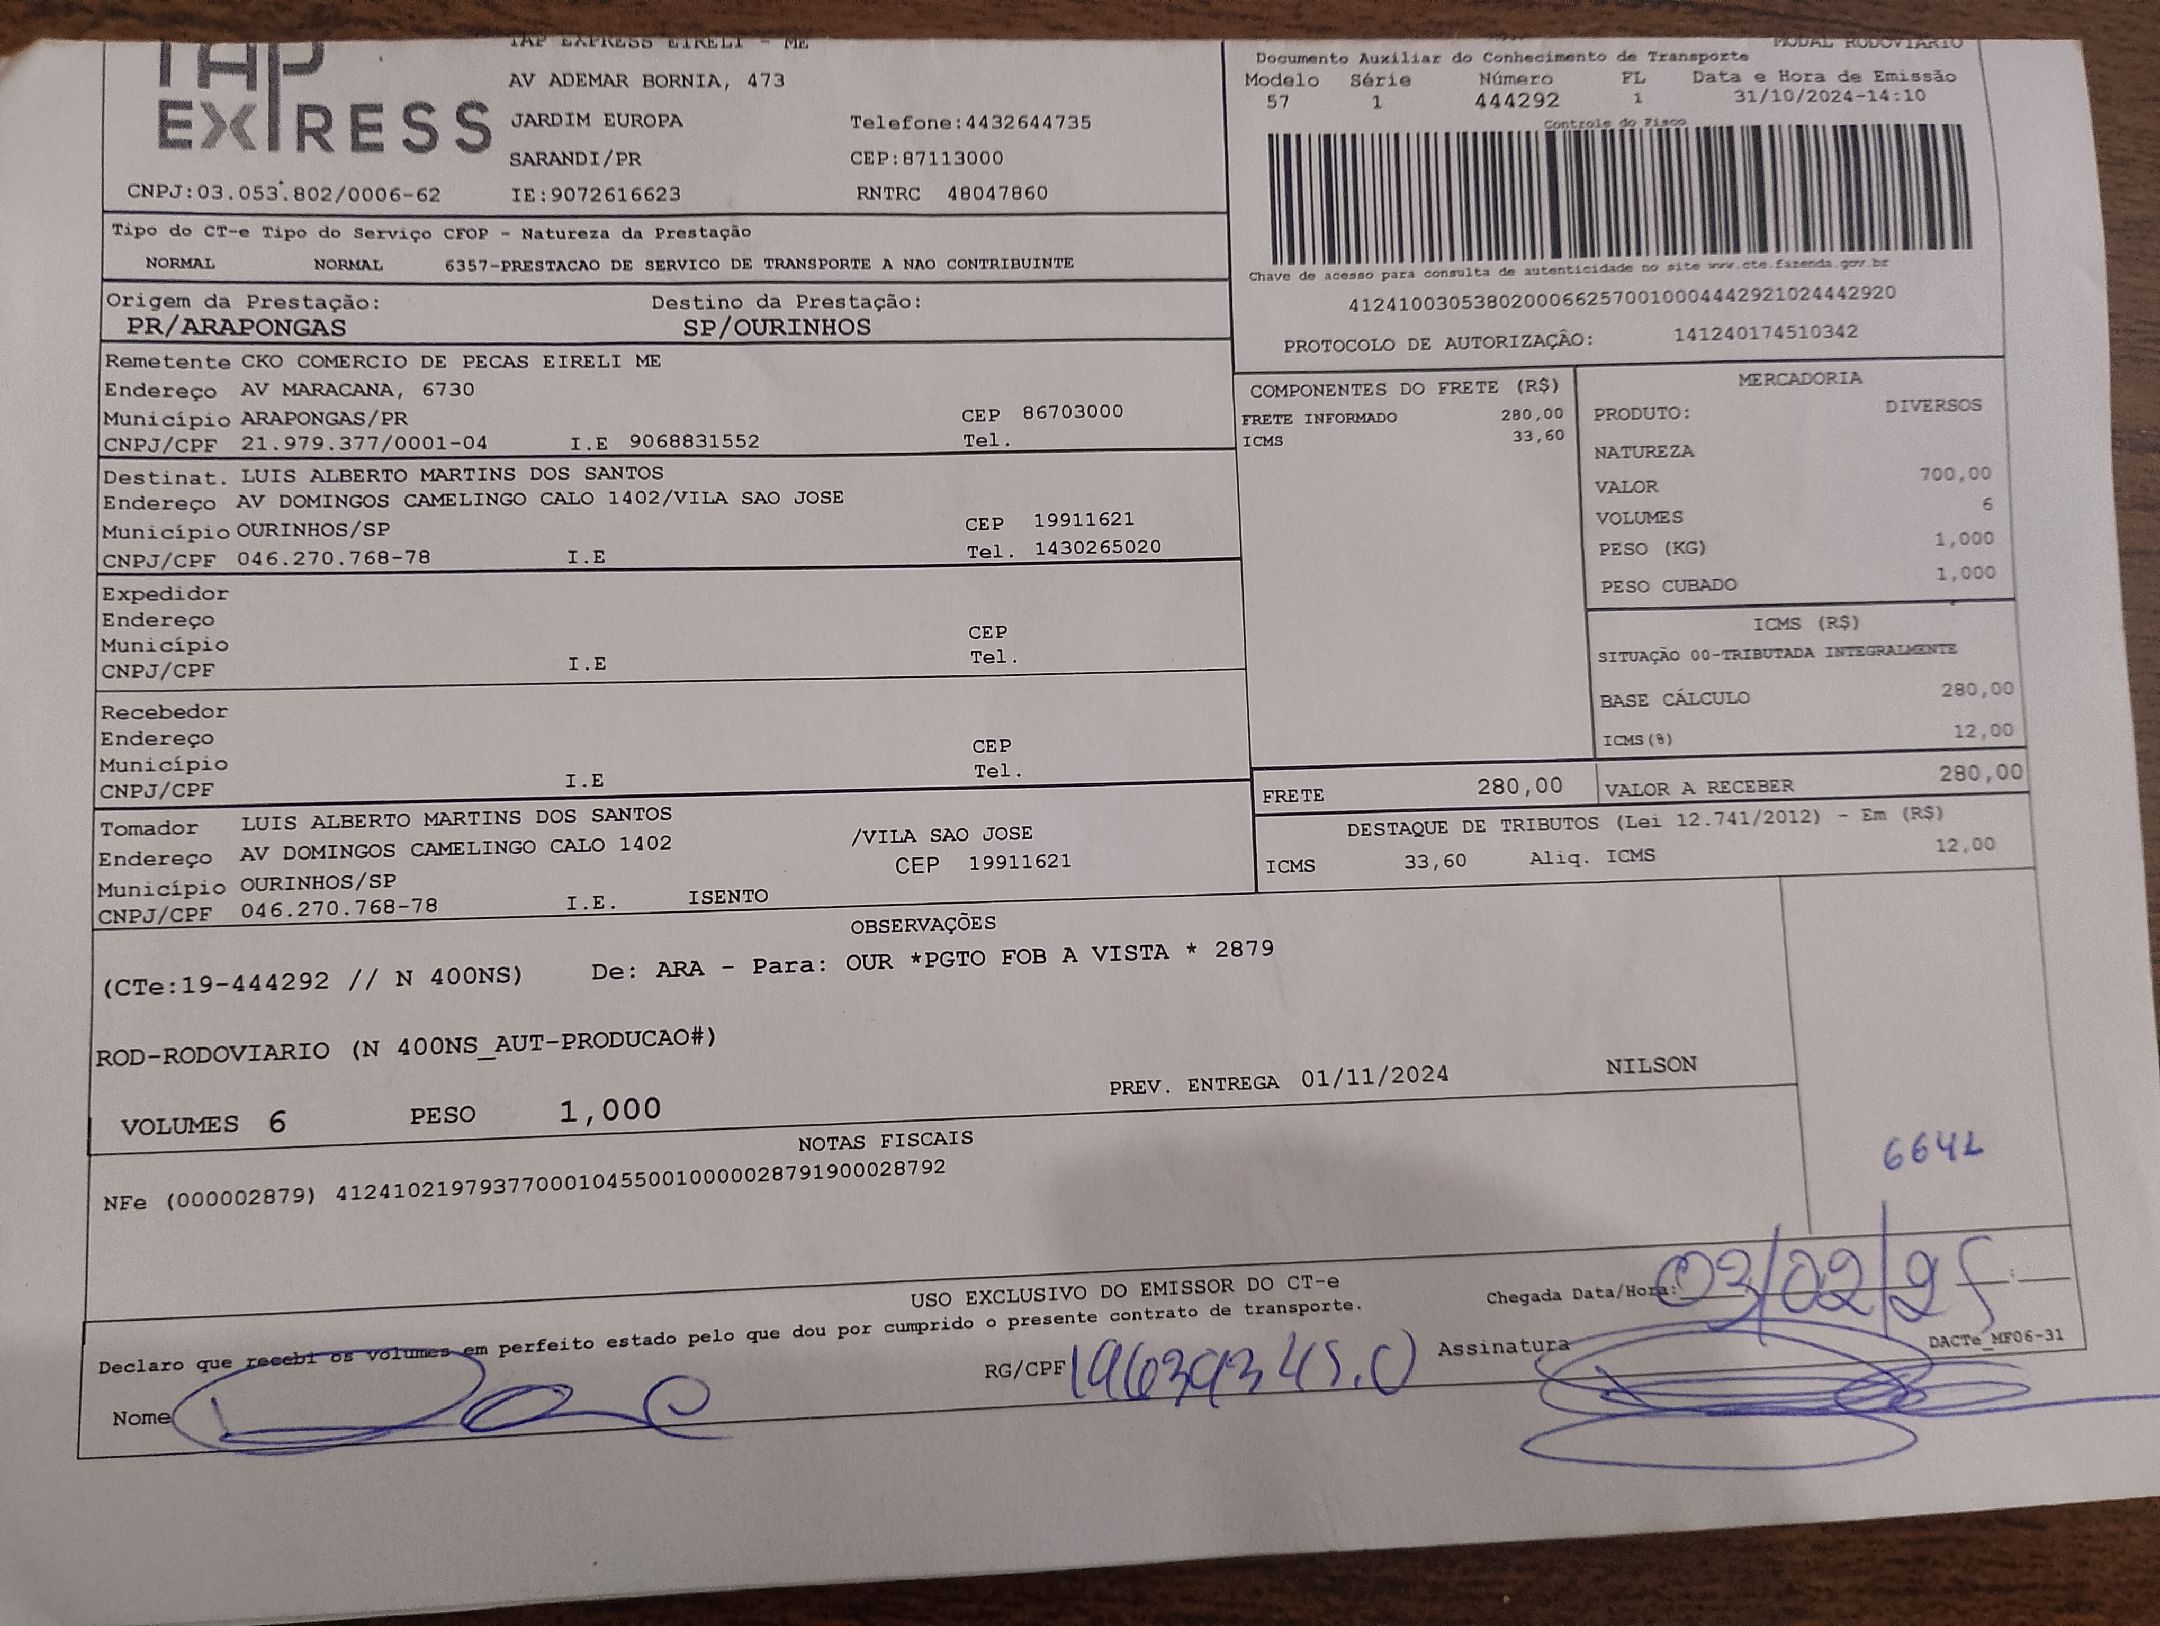 TAP
EXPRESS
TAP EXPRESS EIRELI - ME
AV ADEMAR BORNIA, 473
JARDIM EUROPA Telefone:4432644735
SARANDI/PR CEP:87113000
CNPJ:03.053.802/0006-62 IE:9072616623 RNTRC 48047860
MODAL RODOVIÁRIO
Documento Auxiliar do Conhecimento de Transporte
Modelo Série Número FL Data e Hora de Emissão
57 1 444292 1 31/10/2024-14:10
Controle do Fisco
Chave de acesso para consulta de autenticidade no site www.cte.fazenda.gov.br
41241003053802000662570010004442921024442920
PROTOCOLO DE AUTORIZAÇÃO: 141240174510342
Tipo do CT-e Tipo do Serviço CFOP - Natureza da Prestação
NORMAL NORMAL 6357-PRESTACAO DE SERVICO DE TRANSPORTE A NAO CONTRIBUINTE
Origem da Prestação: Destino da Prestação:
PR/ARAPONGAS SP/OURINHOS
Remetente CKO COMERCIO DE PECAS EIRELI ME
Endereço AV MARACANA, 6730
Município ARAPONGAS/PR CEP 86703000
CNPJ/CPF 21.979.377/0001-04 I.E 9068831552 Tel.
Destinat. LUIS ALBERTO MARTINS DOS SANTOS
Endereço AV DOMINGOS CAMELINGO CALO 1402/VILA SAO JOSE
Município OURINHOS/SP CEP 19911621
CNPJ/CPF 046.270.768-78 I.E Tel. 1430265020
Expedidor
Endereço
Município CEP
CNPJ/CPF I.E Tel.
Recebedor
Endereço
Município CEP
CNPJ/CPF I.E Tel.
Tomador LUIS ALBERTO MARTINS DOS SANTOS
Endereço AV DOMINGOS CAMELINGO CALO 1402 /VILA SAO JOSE
Município OURINHOS/SP CEP 19911621
CNPJ/CPF 046.270.768-78 I.E. ISENTO
COMPONENTES DO FRETE (R$)
FRETE INFORMADO 280,00
ICMS 33,60
MERCADORIA
PRODUTO: DIVERSOS
NATUREZA
VALOR 700,00
VOLUMES 6
PESO (KG) 1,000
PESO CUBADO 1,000
ICMS (R$)
SITUAÇÃO 00-TRIBUTADA INTEGRALMENTE
BASE CÁLCULO 280,00
ICMS(%) 12,00
FRETE 280,00 VALOR A RECEBER 280,00
DESTAQUE DE TRIBUTOS (Lei 12.741/2012) - Em (R$)
ICMS 33,60 Aliq. ICMS 12,00
OBSERVAÇÕES
(CTe:19-444292 // N 400NS) De: ARA - Para: OUR *PGTO FOB A VISTA * 2879
ROD-RODOVIARIO (N 400NS_AUT-PRODUCAO#)
PREV. ENTREGA 01/11/2024 NILSON
VOLUMES 6 PESO 1,000
NOTAS FISCAIS
NFe (000002879) 41241021979377000104550010000028791900028792
664L
USO EXCLUSIVO DO EMISSOR DO CT-e
Chegada Data/Hora: 03/02/25
Declaro que recebi os volumes em perfeito estado pelo que dou por cumprido o presente contrato de transporte.
Nome RG/CPF 19639345.0 Assinatura
DACTe_MF06-31